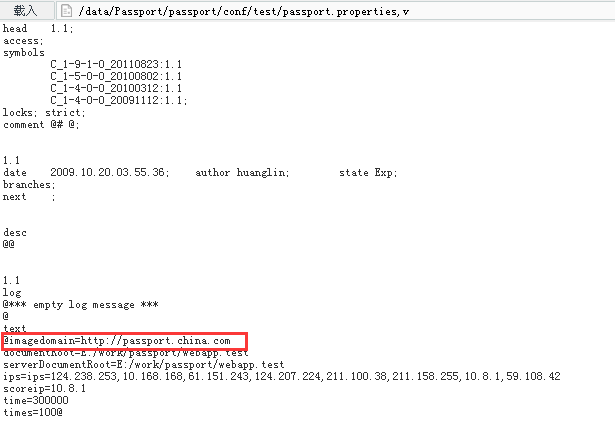 載入 /data/Passport/passport/conf/test/passport.properties,v
head    1.1;
access;
symbols
        C_1-9-1-0_20110823:1.1
        C_1-5-0-0_20100802:1.1
        C_1-4-0-0_20100312:1.1
        C_1-4-0-0_20091112:1.1;
locks; strict;
comment @# @;
1.1
date    2009.10.20.03.55.36;    author huanglin;        state Exp;
branches;
next    ;
desc
@@
1.1
log
@*** empty log message ***
@
text
@imagedomain=http://passport.china.com
documentRoot=E:/work/passport/webapp.test
serverDocumentRoot=E:/work/passport/webapp.test
ips=ips=124.238.253,10.168.168,61.151.243,124.207.224,211.100.38,211.158.255,10.8.1,59.108.42
scoreip=10.8.1
time=300000
times=100@